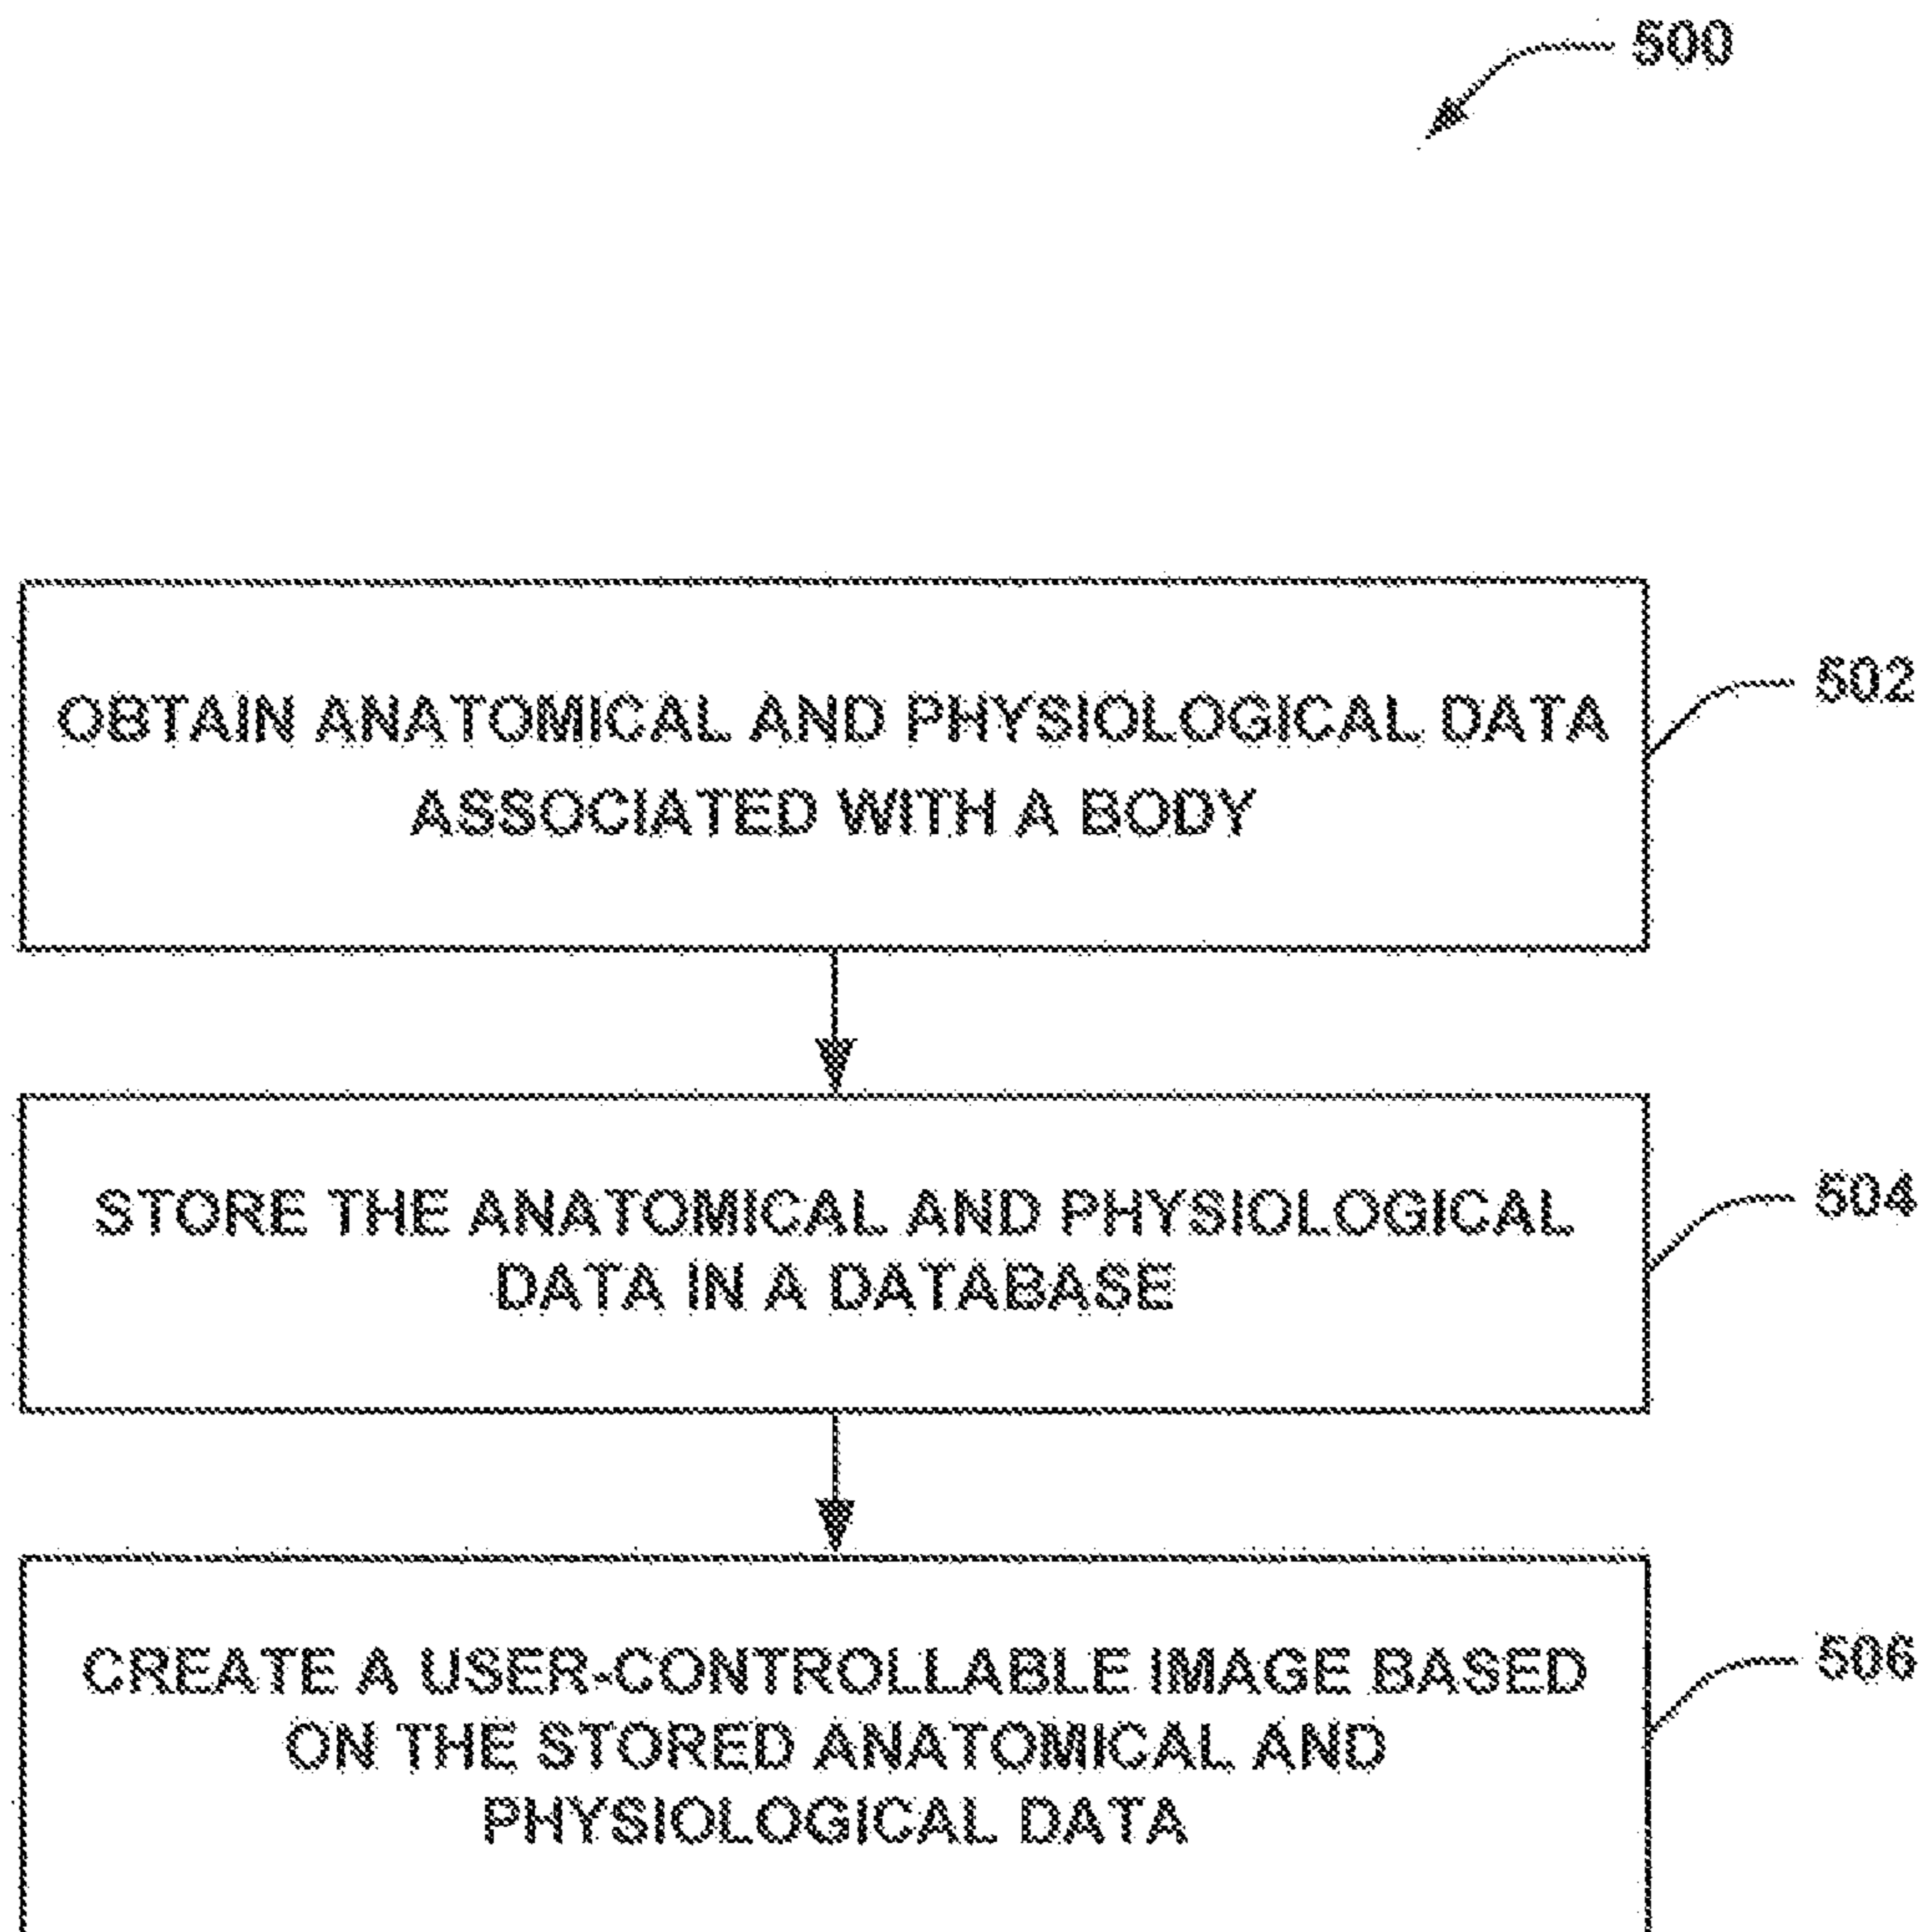 500
OBTAIN ANATOMICAL AND PHYSIOLOGICAL DATA
ASSOCIATED WITH A BODY
502
STORE THE ANATOMICAL AND PHYSIOLOGICAL
DATA IN A DATABASE
504
CREATE A USER-CONTROLLABLE IMAGE BASED
ON THE STORED ANATOMICAL AND
PHYSIOLOGICAL DATA
506